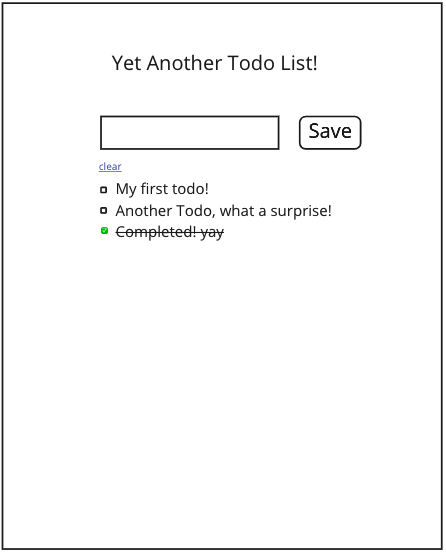 Yet Another Todo List!
Save
clear
My first todo!
Another Todo, what a surprise!
Completed! yay